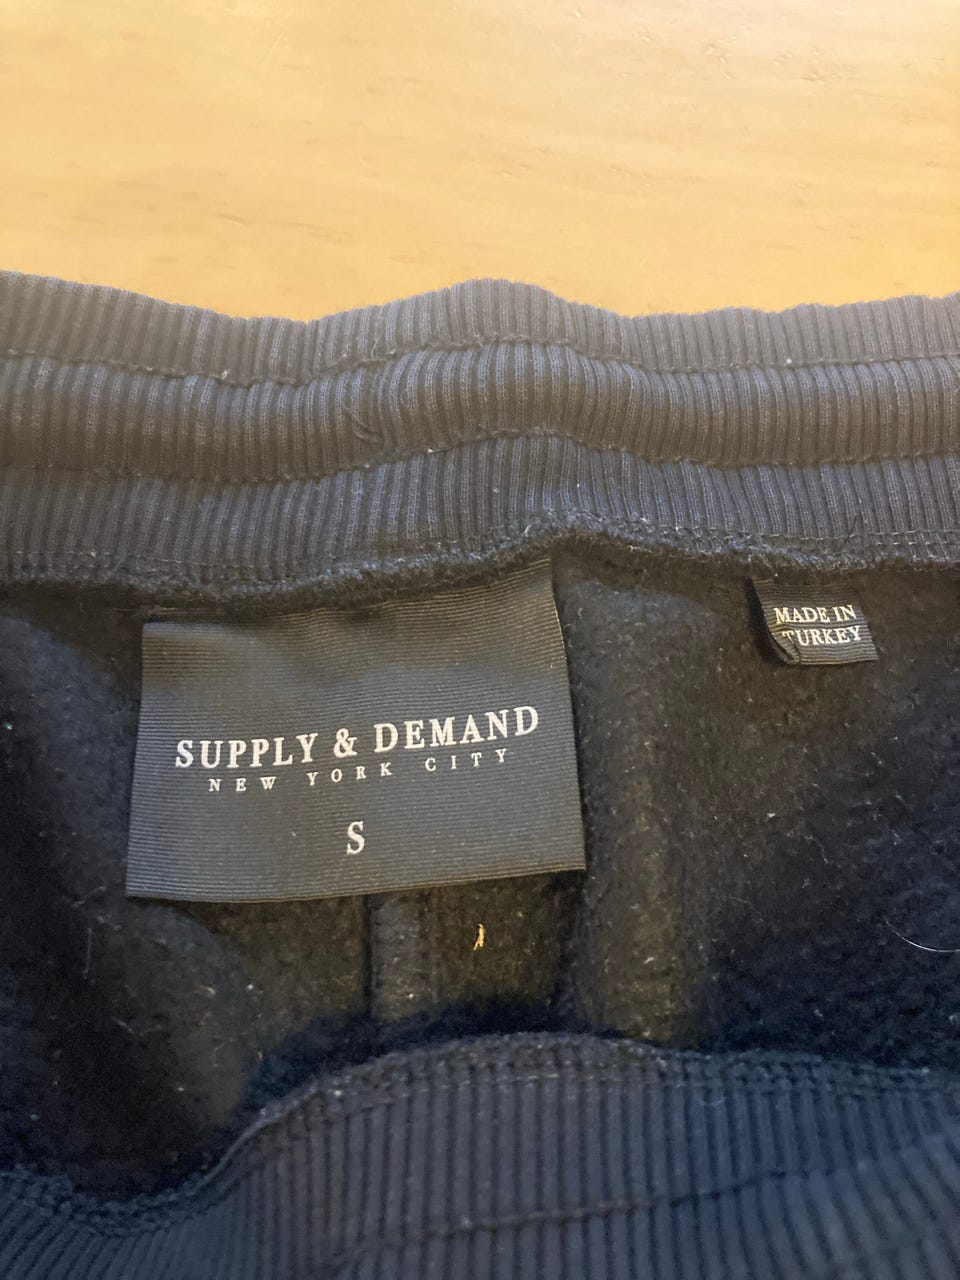 SUPPLY & DEMAND
NEW YORK CITY
S
MADE IN
TURKEY